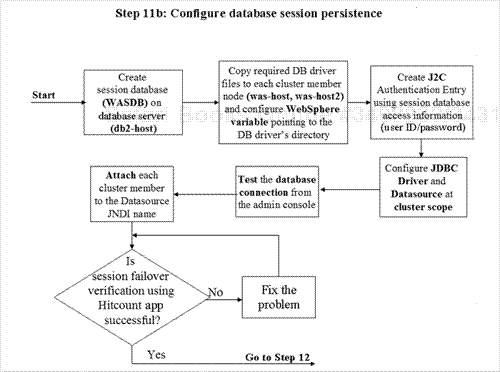 Step 11b: Configure database session persistence
Start
Create
session database
(WASDB) on
database server
(db2-host)
Copy required DB driver
files to each cluster member
node (was-host, was-host2)
and configure WebSphere
variable pointing to the
DB driver's directory
Create J2C
Authentication Entry
using session database
access information
(user ID/password)
Configure JDBC
Driver and
Datasource at
cluster scope
Test the database
connection from
the admin console
Attach each
cluster member
to the Datasource
JNDI name
Is
session failover
verification using
Hitcount app
successful?
No
Fix the
problem
Yes
Go to Step 12